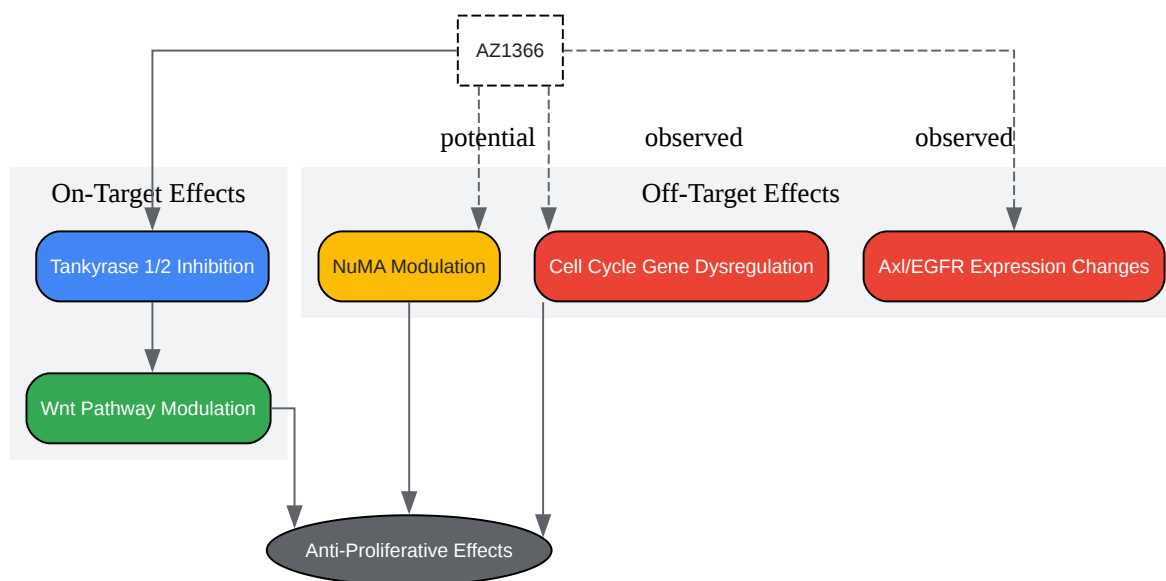 AZ1366
potential
observed
observed
On-Target Effects
Off-Target Effects
Tankyrase 1/2 Inhibition
NuMA Modulation
Cell Cycle Gene Dysregulation
Axl/EGFR Expression Changes
Wnt Pathway Modulation
Anti-Proliferative Effects